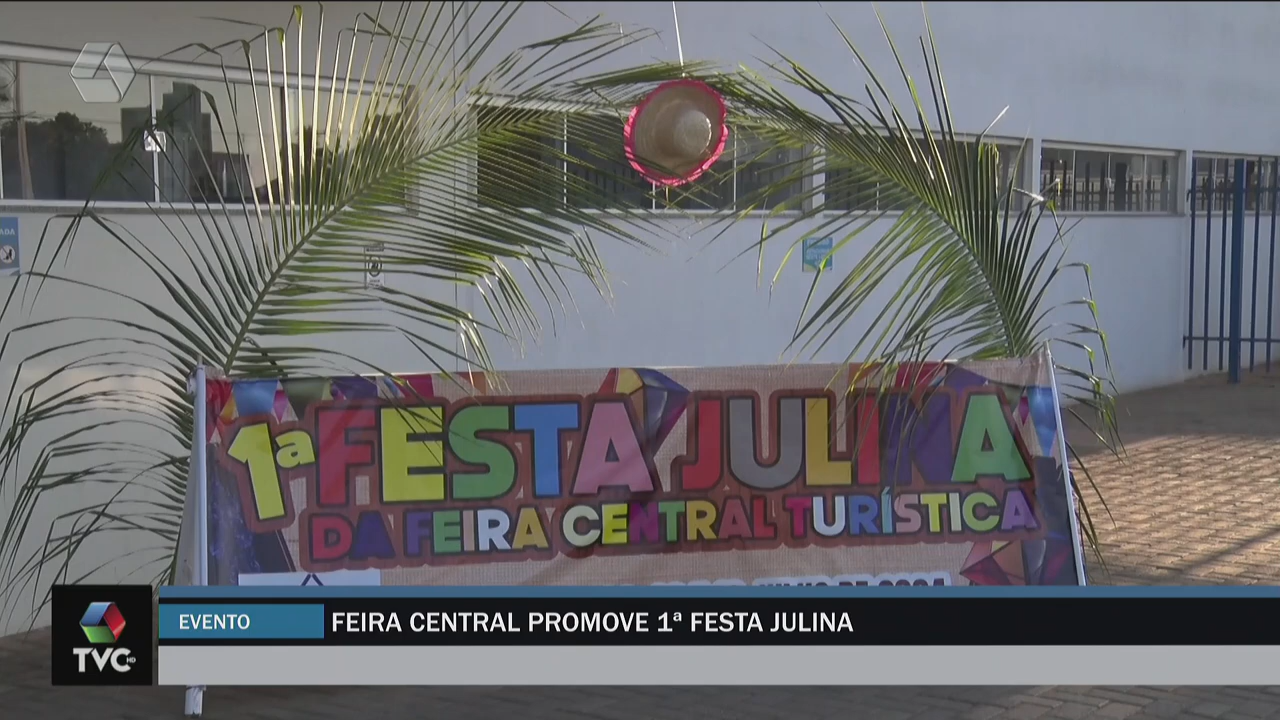 1ª FESTA JULINA
DA FEIRA CENTRAL TURÍSTICA
EVENTO
FEIRA CENTRAL PROMOVE 1ª FESTA JULINA
TVC HD